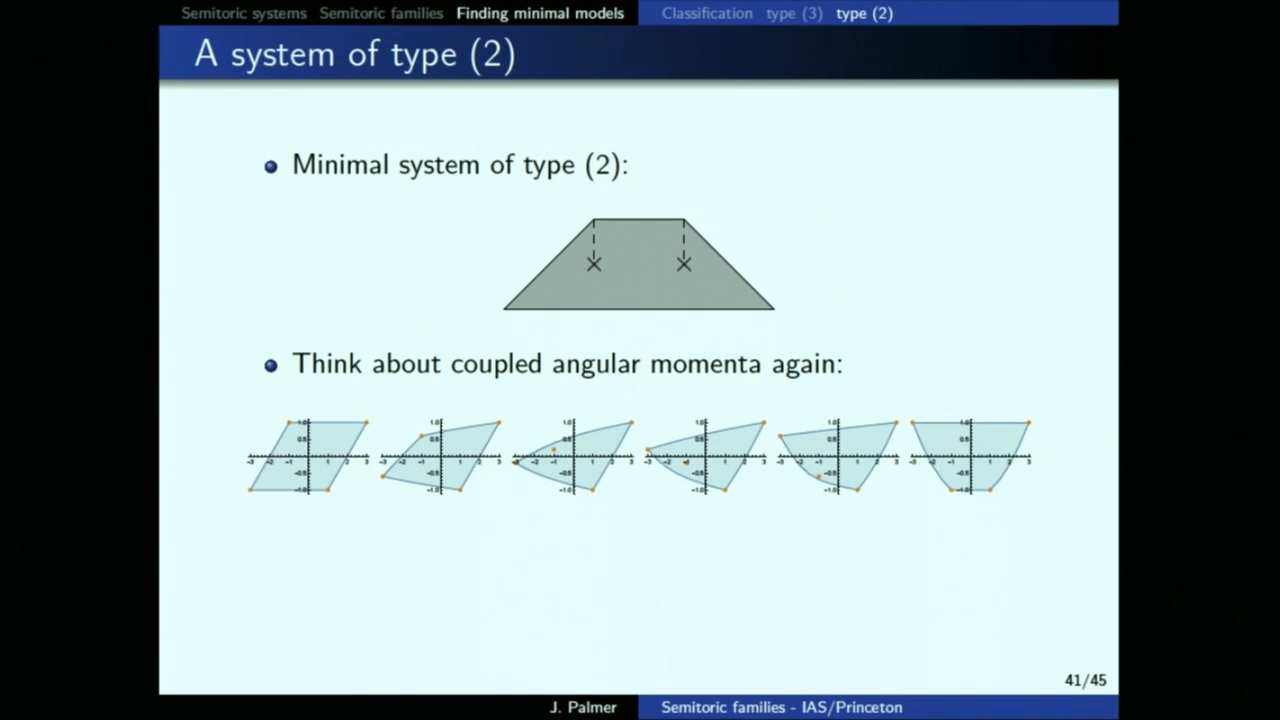 Semitoric systems Semitoric families Finding minimal models Classification type (3) type (2)
A system of type (2)
Minimal system of type (2):
Think about coupled angular momenta again:
41/45
J. Palmer Semitoric families - IAS/Princeton